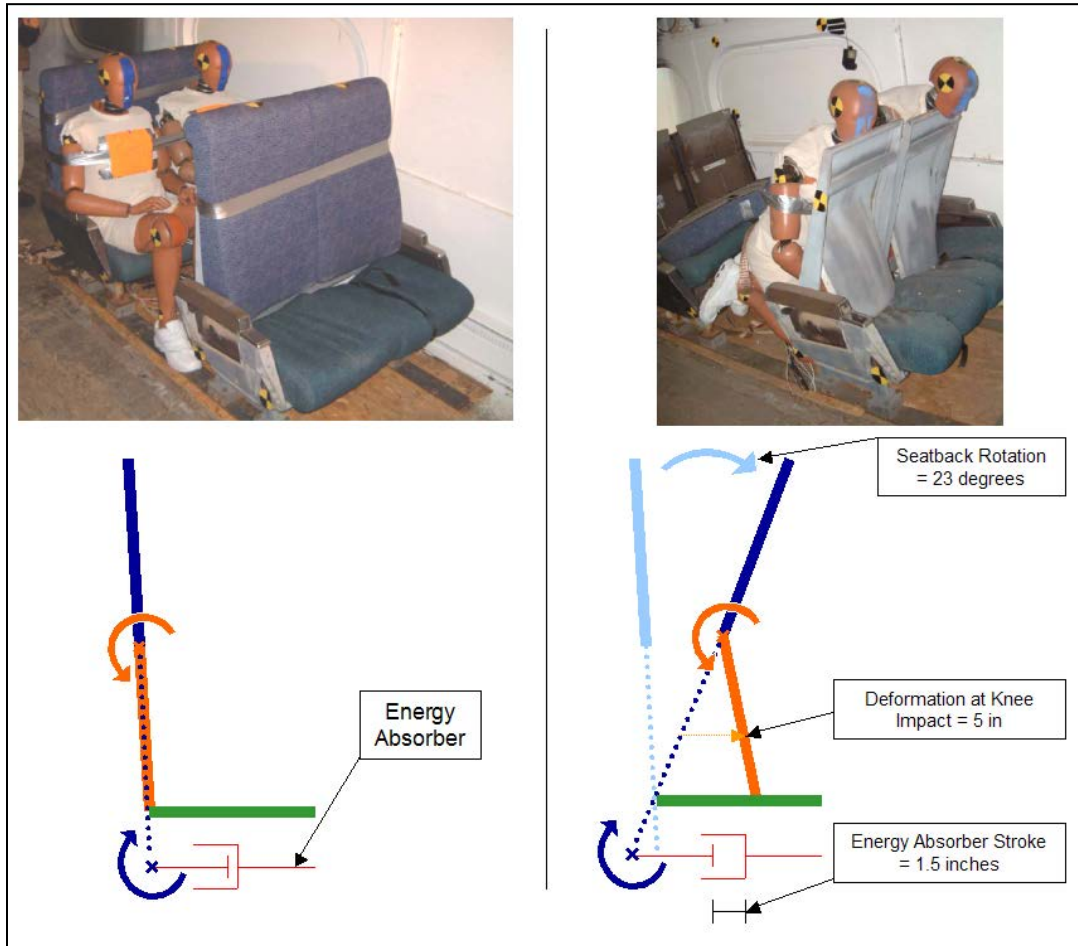 Energy
Absorber
Seatback Rotation
= 23 degrees
Deformation at Knee
Impact = 5 in
Energy Absorber Stroke
= 1.5 inches